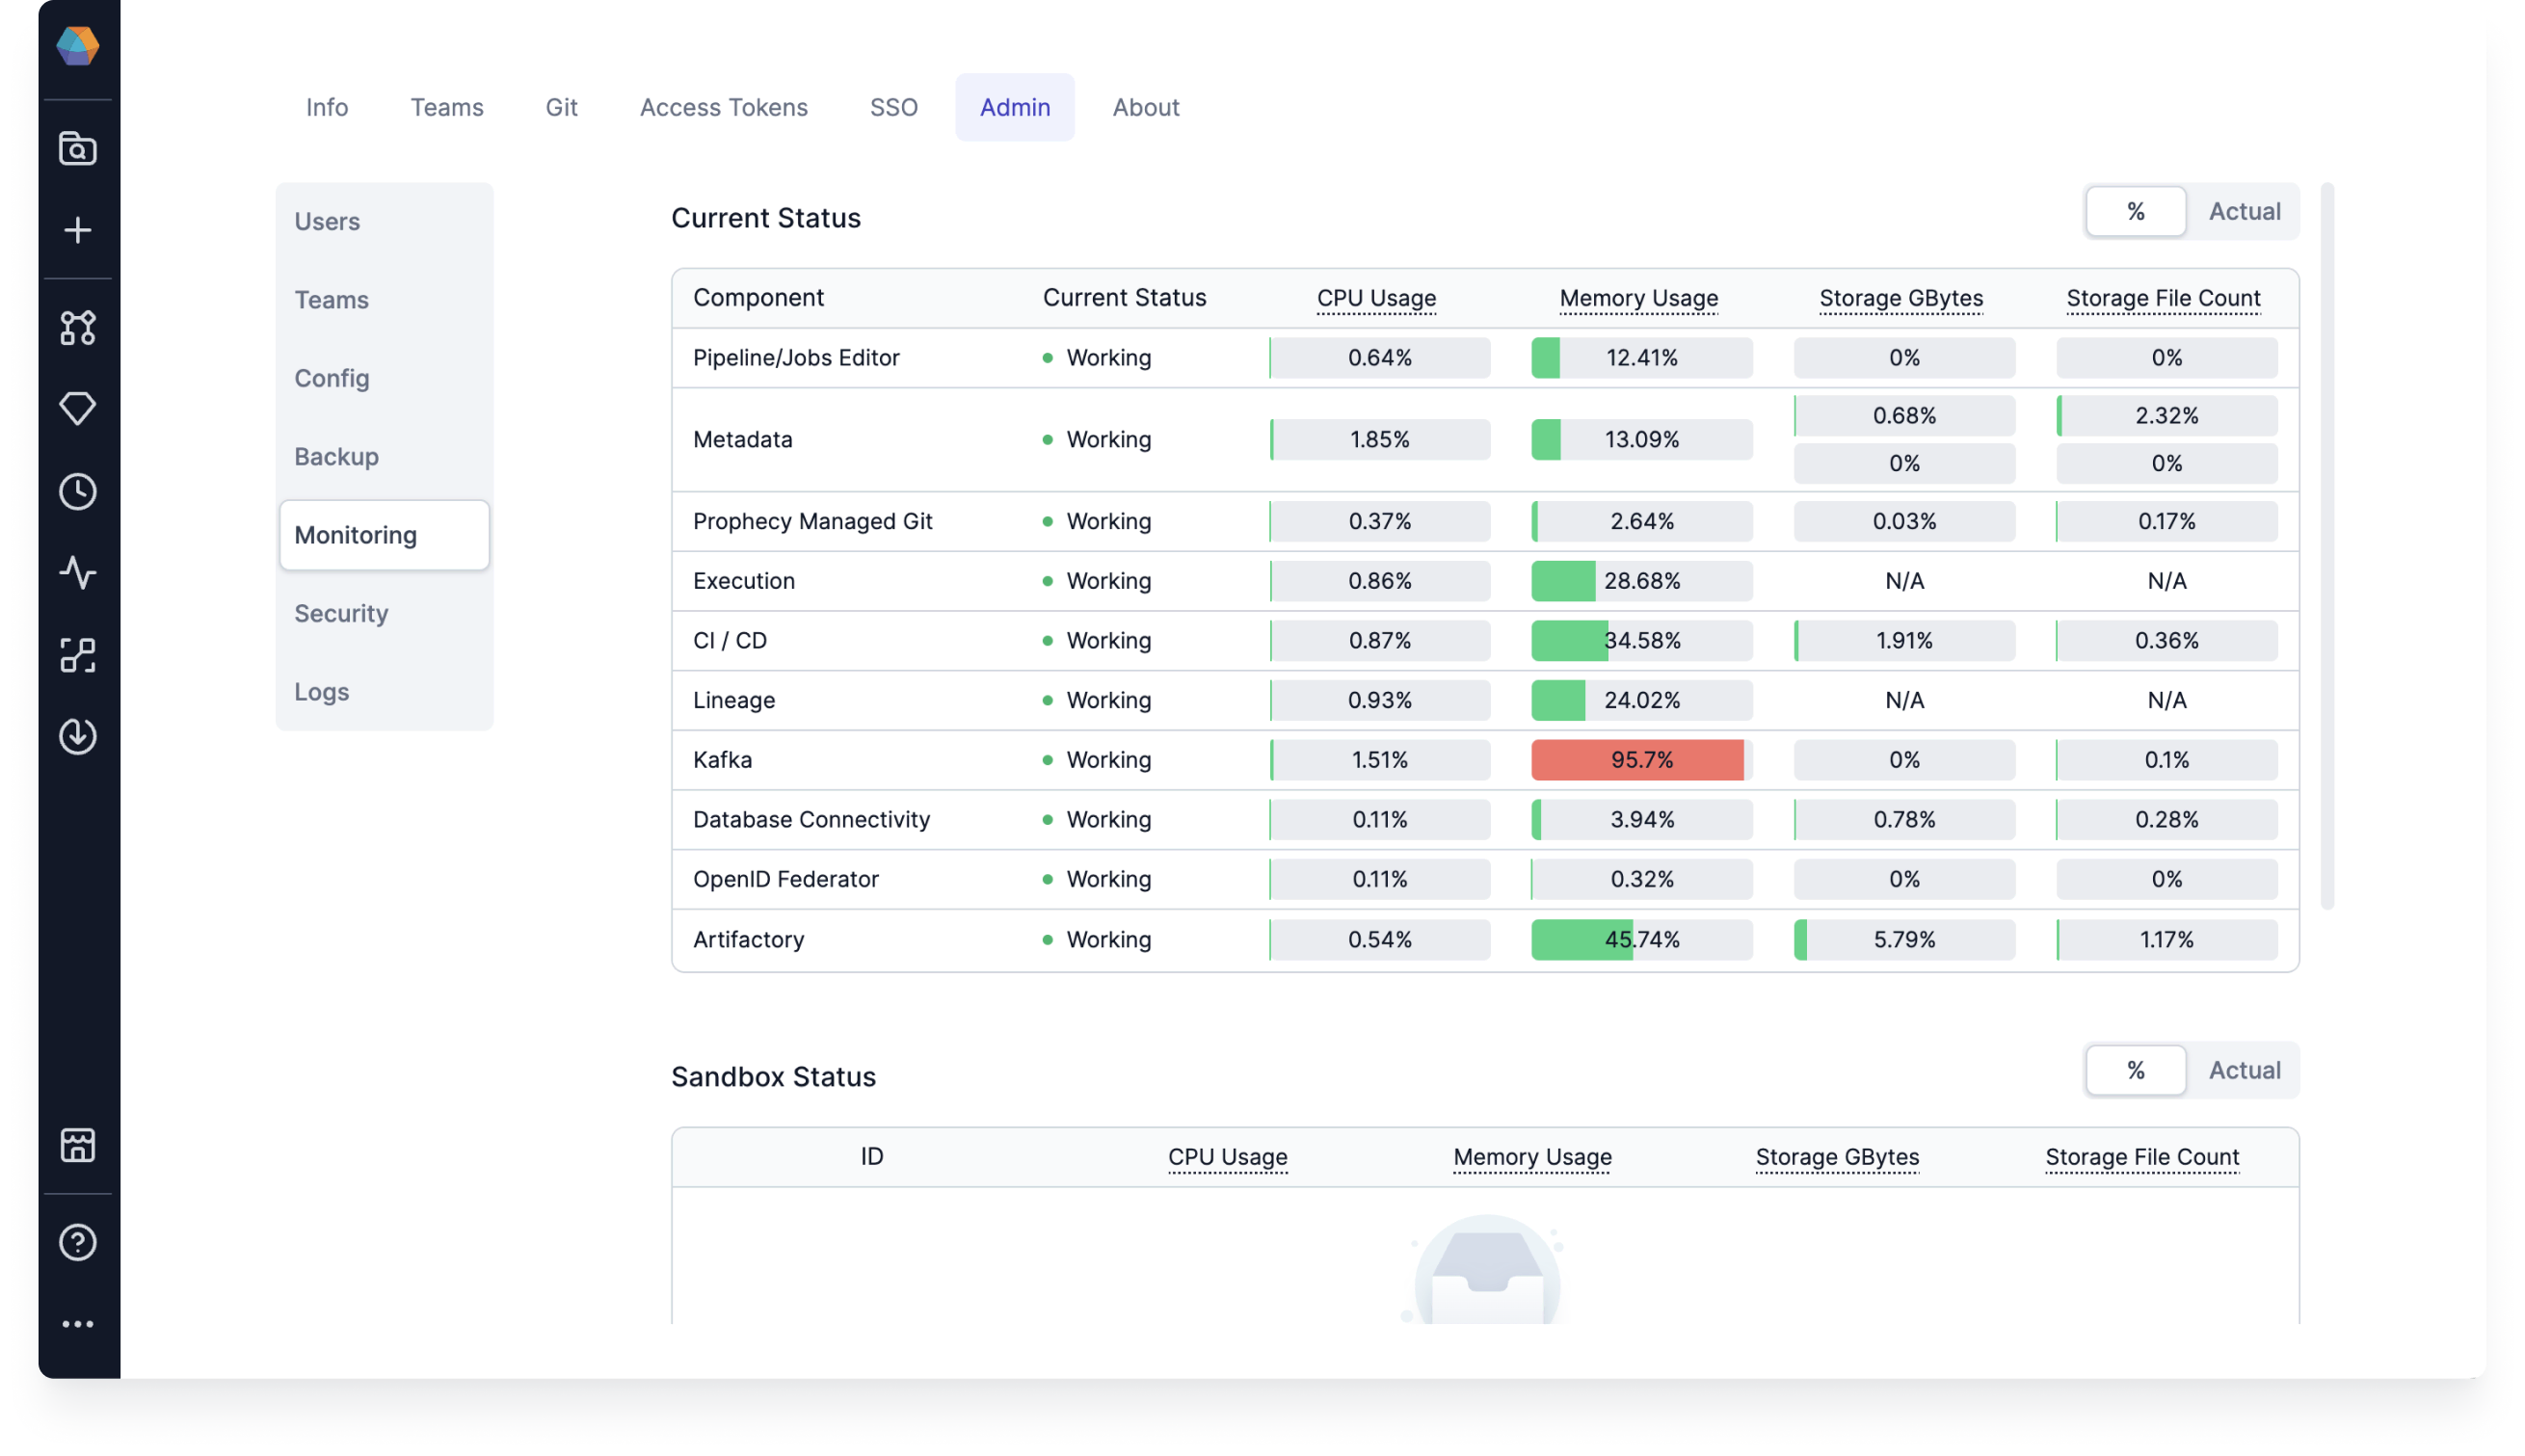 Info Teams Git Access Tokens SSO Admin About
Users
Teams
Config
Backup
Monitoring
Security
Logs
Current Status
% Actual
Component Current Status CPU Usage Memory Usage Storage GBytes Storage File Count
Pipeline/Jobs Editor Working 0.64% 12.41% 0% 0%
Metadata Working 1.85% 13.09% 0.68% 2.32%
0% 0%
Prophecy Managed Git Working 0.37% 2.64% 0.03% 0.17%
Execution Working 0.86% 28.68% N/A N/A
CI / CD Working 0.87% 34.58% 1.91% 0.36%
Lineage Working 0.93% 24.02% N/A N/A
Kafka Working 1.51% 95.7% 0% 0.1%
Database Connectivity Working 0.11% 3.94% 0.78% 0.28%
OpenID Federator Working 0.11% 0.32% 0% 0%
Artifactory Working 0.54% 45.74% 5.79% 1.17%
Sandbox Status
% Actual
ID CPU Usage Memory Usage Storage GBytes Storage File Count